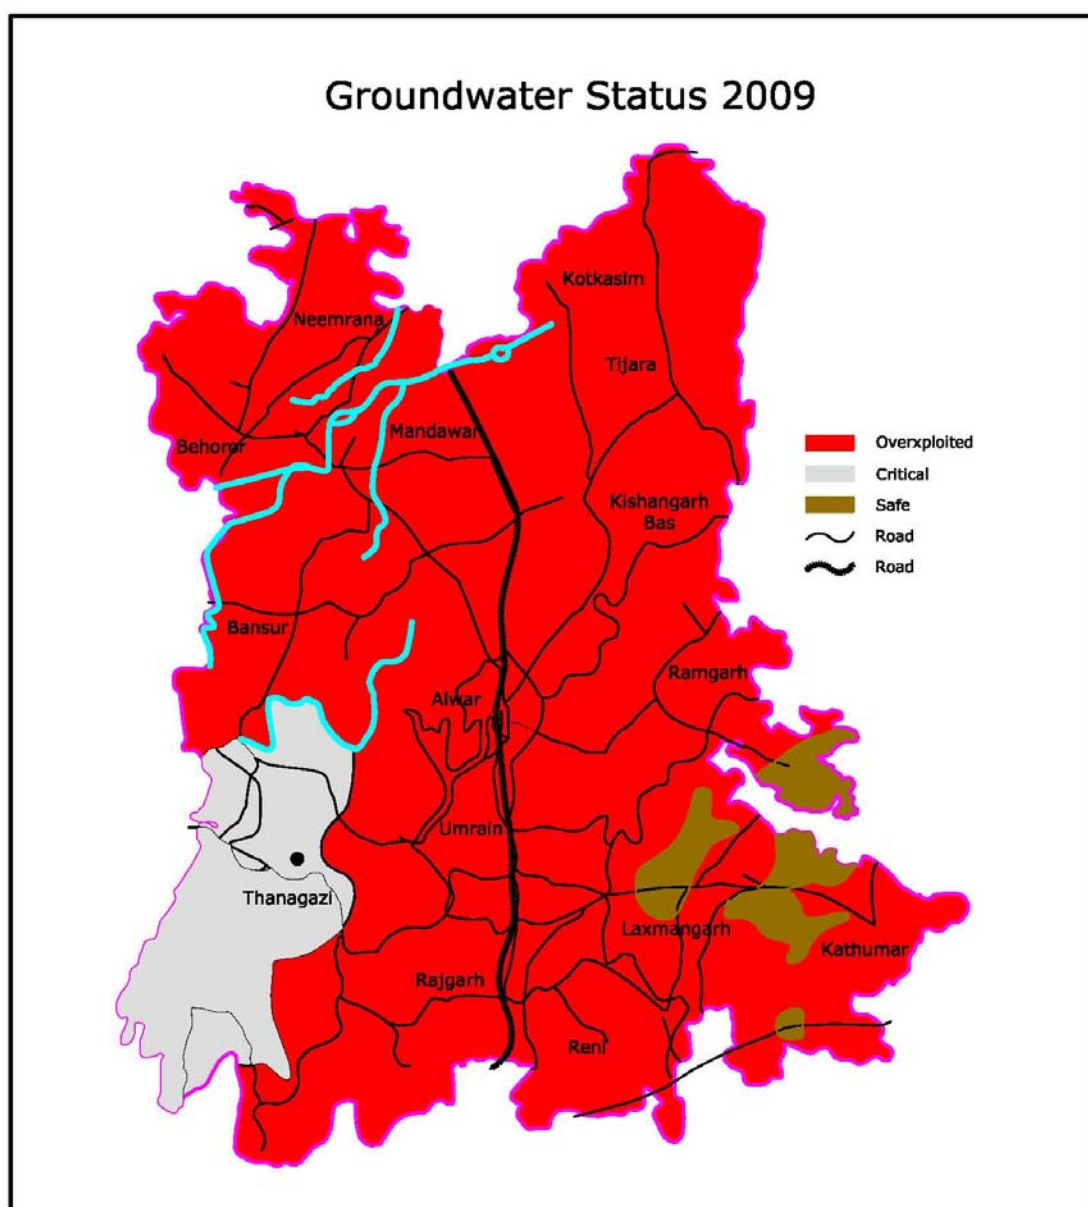 Groundwater Status 2009
Kotkasim
Neemrana
Tijara
Mandawar
Behoror
Overxploited
Critical
Safe
Road
Road
Kishangarh
Bas
Bansur
Ramgarh
Alwar
Umrain
Thanagazi
Laxmangarh
Kathumar
Rajgarh
Reni